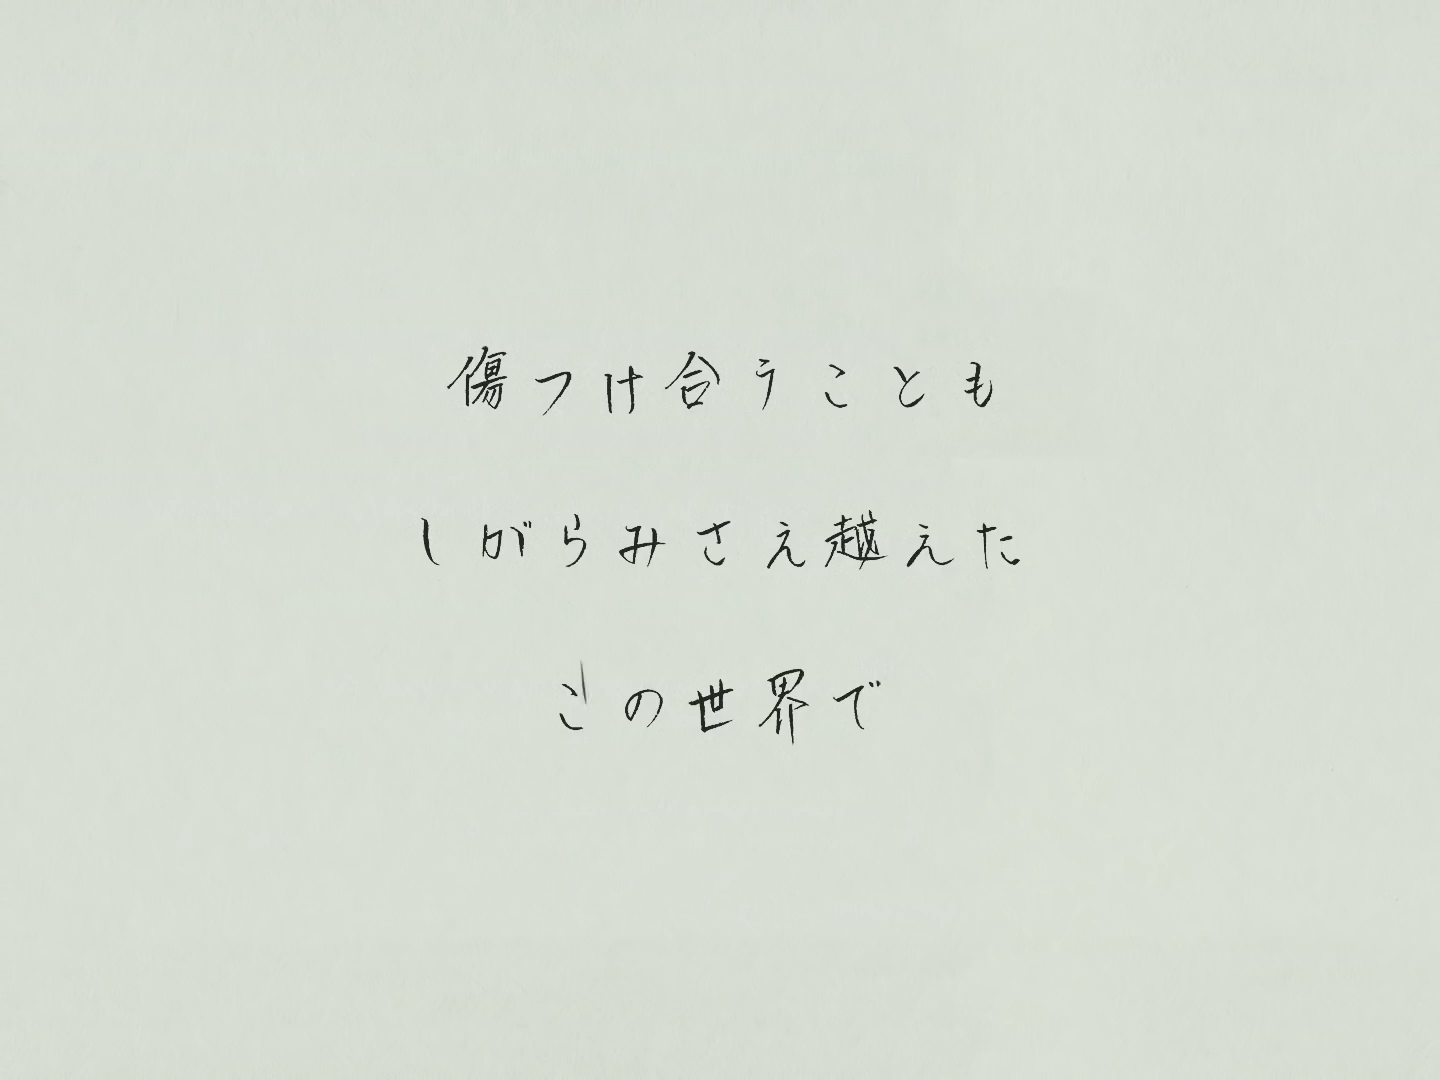 傷つけ合うことも
しがらみさえ越えた
この世界で